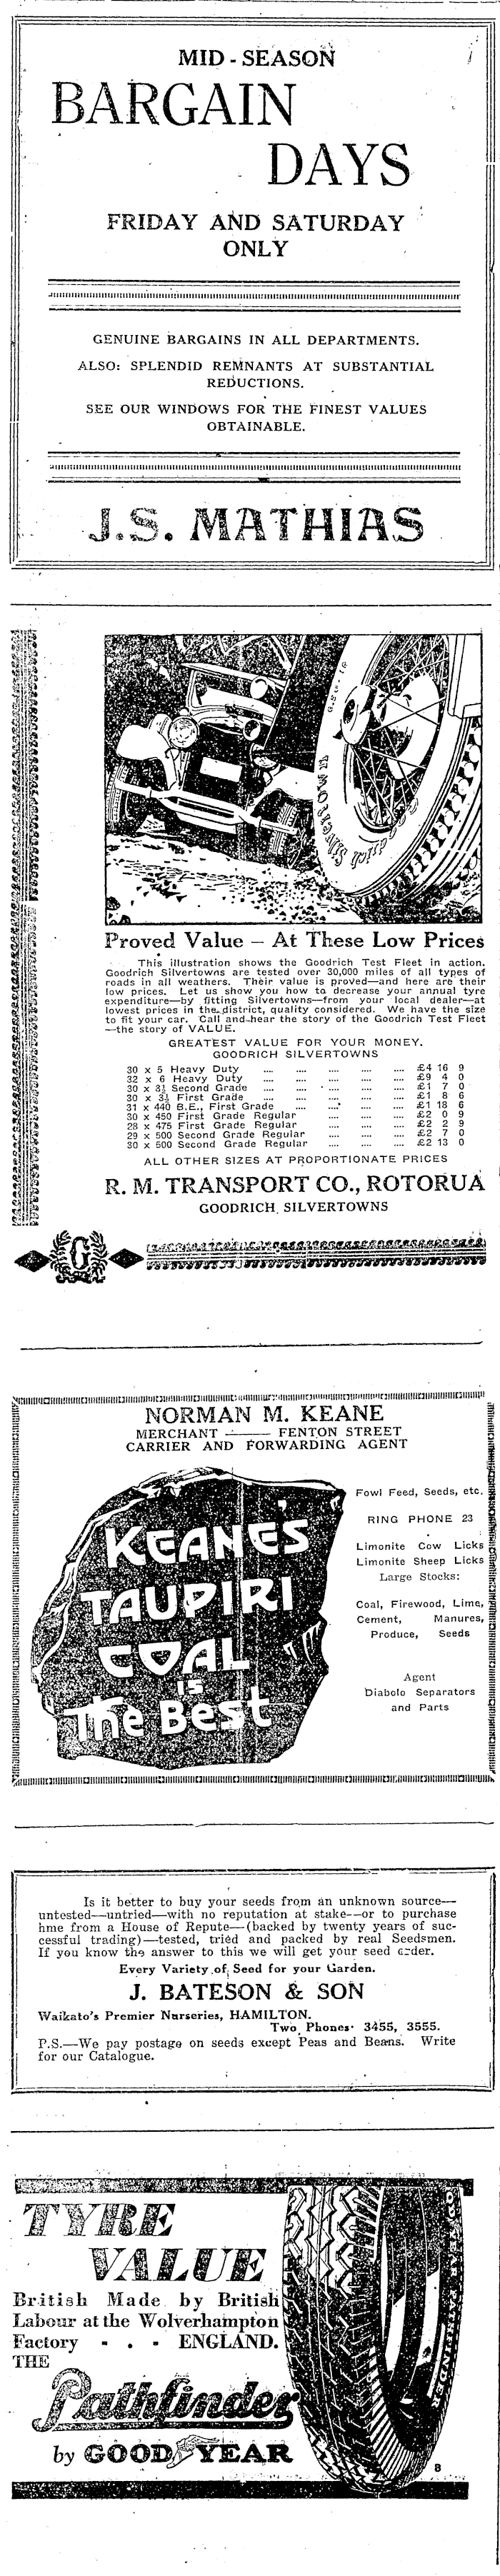 MID - SEASON
BARGAIN
DAYS
FRIDAY AND SATURDAY
ONLY
GENUINE BARGAINS IN ALL DEPARTMENTS.
ALSO: SPLENDID REMNANTS AT SUBSTANTIAL
REDUCTIONS.
SEE OUR WINDOWS FOR THE FINEST VALUES
OBTAINABLE.
J.S. MATHIAS
Silvertown
Proved Value – At These Low Prices
This illustration shows the Goodrich Test Fleet in action.
Goodrich Silvertowns are tested over 30,000 miles of all types of
roads in all weathers. Their value is proved—and here are their
low prices. Let us show you how to decrease your annual tyre
expenditure—by fitting Silvertowns—from your local dealer—at
lowest prices in the district, quality considered. We have the size
to fit your car. Call and hear the story of the Goodrich Test Fleet
—the story of VALUE.
GREATEST VALUE FOR YOUR MONEY.
GOODRICH SILVERTOWNS
30 x 5 Heavy Duty .... .... .... .... .... £4 16 9
32 x 6 Heavy Duty .... .... .... .... .... £9 4 0
30 x 3½ Second Grade .... .... .... .... .... £1 7 0
30 x 3½ First Grade .... .... .... .... .... £1 8 6
31 x 440 B.E., First Grade .... .... .... .... £1 18 6
30 x 450 First Grade Regular .... .... .... £2 0 9
28 x 475 First Grade Regular .... .... .... £2 2 9
29 x 500 Second Grade Regular .... .... .... £2 7 0
30 x 500 Second Grade Regular .... .... .... £2 13 0
ALL OTHER SIZES AT PROPORTIONATE PRICES
R. M. TRANSPORT CO., ROTORUA
GOODRICH SILVERTOWNS
G
NORMAN M. KEANE
MERCHANT ——— FENTON STREET
CARRIER AND FORWARDING AGENT
KEANE'S
TAUPIRI
COAL
IS
The Best
Fowl Feed, Seeds, etc.
RING PHONE 23
Limonite Cow Licks
Limonite Sheep Licks
Large Stocks:
Coal, Firewood, Lime,
Cement, Manures,
Produce, Seeds
Agent
Diabolo Separators
and Parts
Is it better to buy your seeds from an unknown source—
untested—untried—with no reputation at stake—or to purchase
hme from a House of Repute—(backed by twenty years of suc-
cessful trading)—tested, tried and packed by real Seedsmen.
If you know the answer to this we will get your seed order.
Every Variety of Seed for your Garden.
J. BATESON & SON
Waikato's Premier Nurseries, HAMILTON.
Two Phones: 3455, 3555.
P.S.—We pay postage on seeds except Peas and Beans. Write
for our Catalogue.
TYRE
VALUE
British Made by British
Labour at the Wolverhampton
Factory - . - ENGLAND.
THE
Pathfinder
by GOODYEAR
8